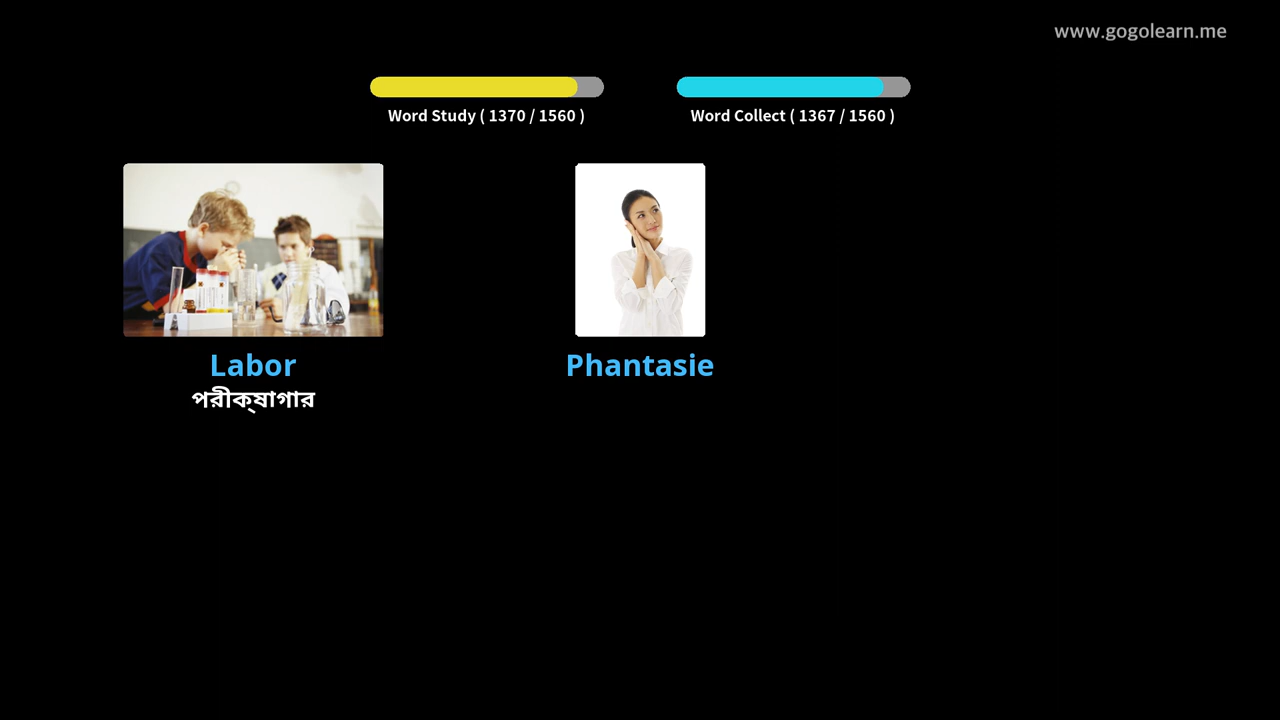 www.gogolearn.me
Word Study ( 1370 / 1560 )
Word Collect ( 1367 / 1560 )
Labor
Phantasie
পরীক্ষাগার